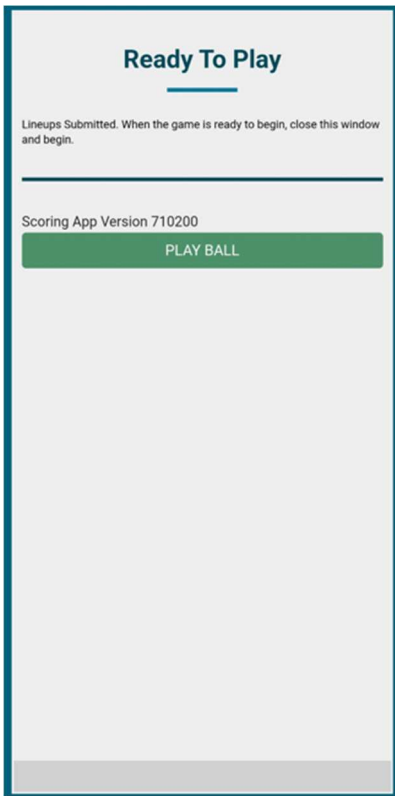 Ready To Play
Lineups Submitted. When the game is ready to begin, close this window
and begin.
Scoring App Version 710200
PLAY BALL